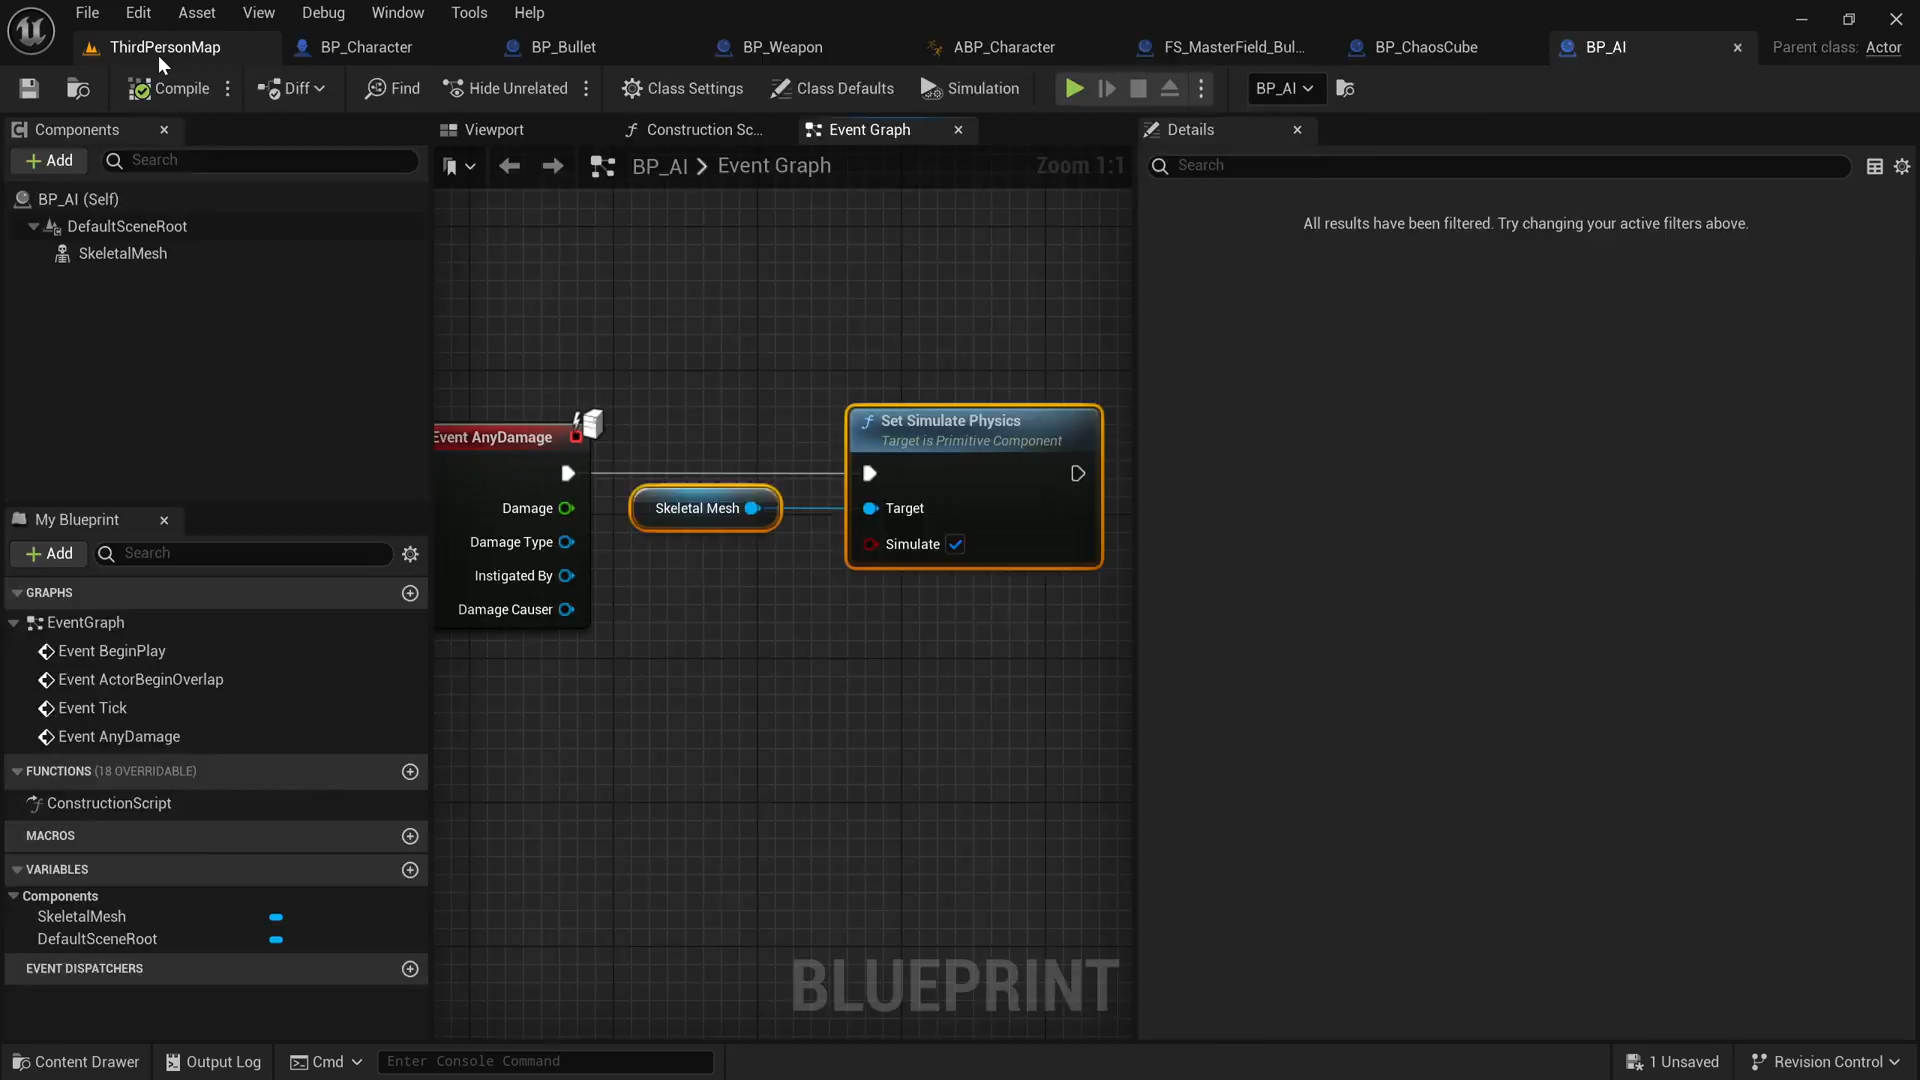 File Edit Asset View Debug Window Tools Help
ThirdPersonMap BP_Character BP_Bullet BP_Weapon ABP_Character FS_MasterField_Bul... BP_ChaosCube BP_AI Parent class: Actor
Compile Diff Find Hide Unrelated Class Settings Class Defaults Simulation BP_AI
Components Viewport Construction Sc... Event Graph Details
Add Search BP_AI > Event Graph Zoom 1:1 Search
BP_AI (Self)
All results have been filtered. Try changing your active filters above.
DefaultSceneRoot
SkeletalMesh
Event AnyDamage
Damage
Damage Type
Instigated By
Damage Causer
Skeletal Mesh
Set Simulate Physics
Target is Primitive Component
Target
Simulate
My Blueprint
Add Search
GRAPHS
EventGraph
Event BeginPlay
Event ActorBeginOverlap
Event Tick
Event AnyDamage
FUNCTIONS (18 OVERRIDABLE)
ConstructionScript
MACROS
VARIABLES
Components
SkeletalMesh
DefaultSceneRoot
EVENT DISPATCHERS
BLUEPRINT
Content Drawer Output Log Cmd Enter Console Command 1 Unsaved Revision Control